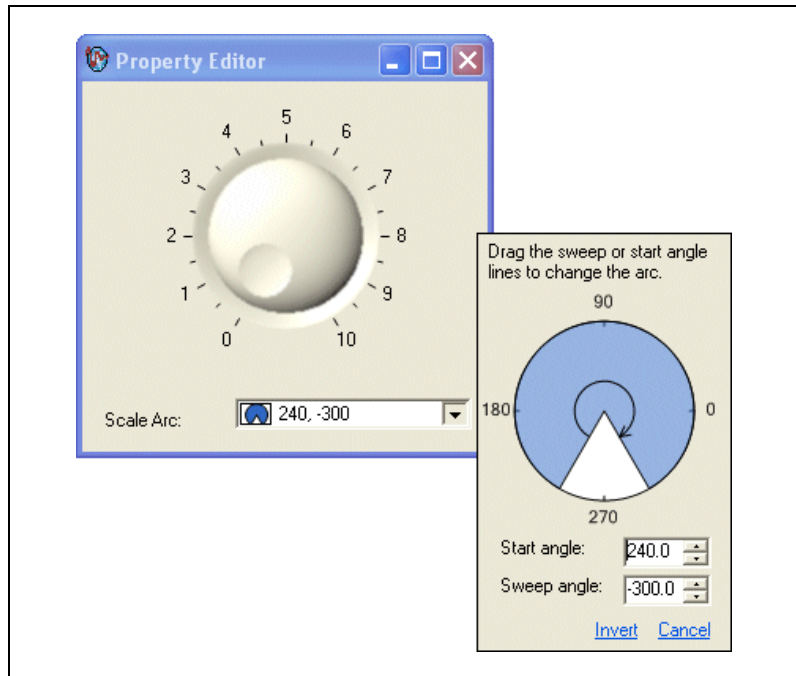 Property Editor
5
4 6
3 7
2 8
1 9
0 10
Scale Arc: 240, -300
Drag the sweep or start angle
lines to change the arc.
90
180 0
270
Start angle: 240.0
Sweep angle: -300.0
Invert Cancel